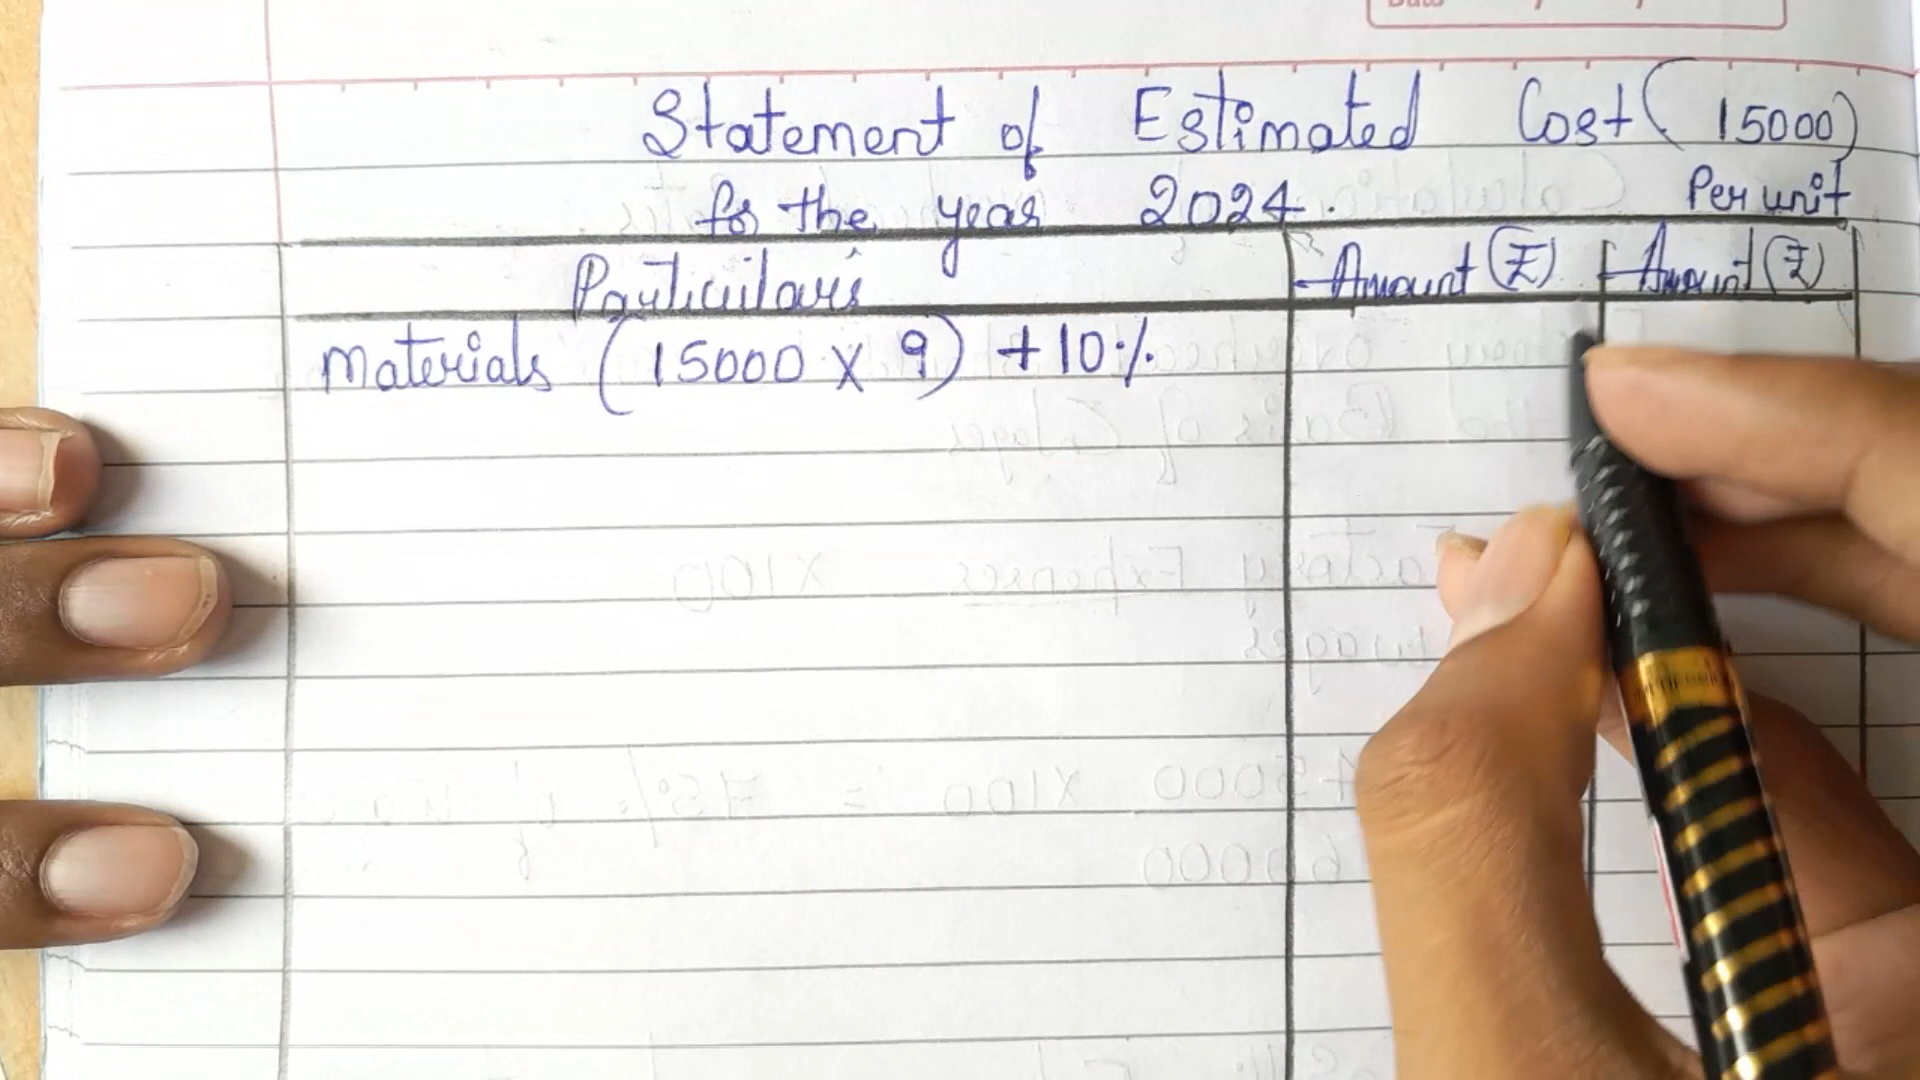 Statement of Estimated Cost (15000)
for the year 2024. Per unit
Particulars Amount (₹) Amount (₹)
Materials (15000 X 9) + 10%